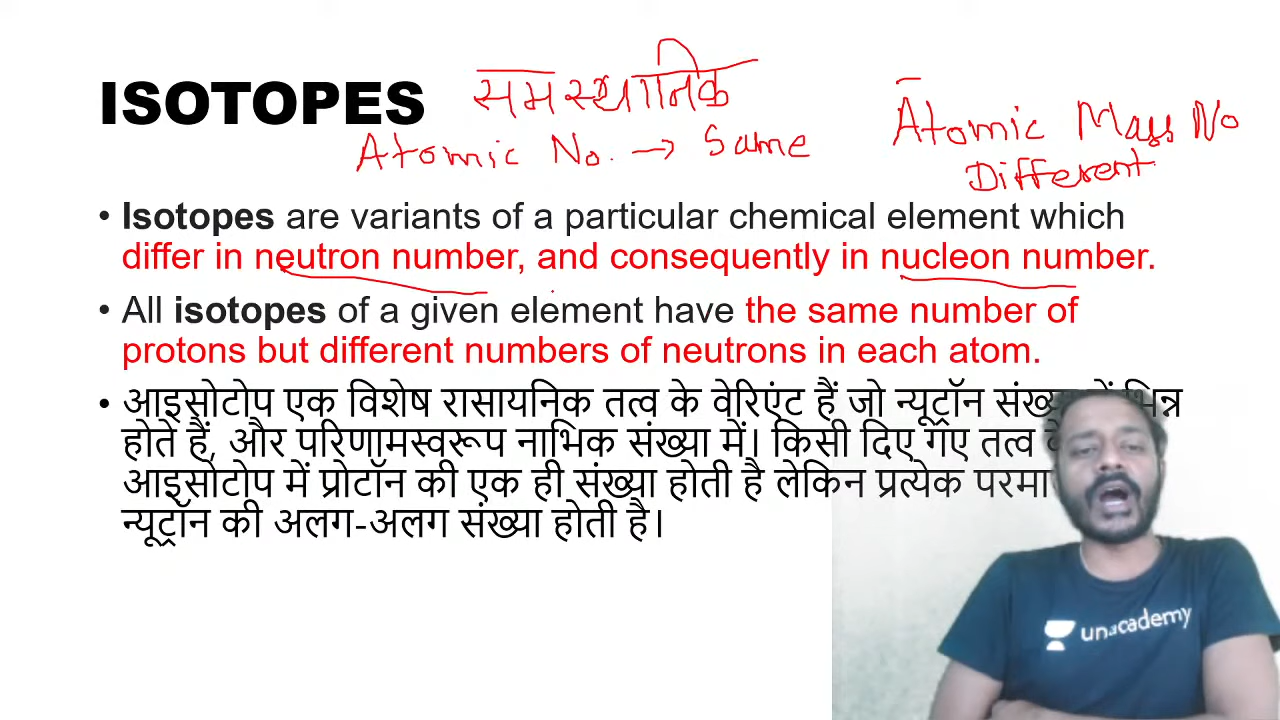 ISOTOPES समस्थानिक
Atomic No. → Same
Atomic Mass No
Different
• Isotopes are variants of a particular chemical element which
differ in neutron number, and consequently in nucleon number.
• All isotopes of a given element have the same number of
protons but different numbers of neutrons in each atom.
• आइसोटोप एक विशेष रासायनिक तत्व के वेरिएंट हैं जो न्यूट्रॉन संख्या में भिन्न
होते हैं, और परिणामस्वरूप नाभिक संख्या में। किसी दिए गए तत्व
आइसोटोप में प्रोटॉन की एक ही संख्या होती है लेकिन प्रत्येक
न्यूट्रॉन की अलग-अलग संख्या होती है।
unacademy